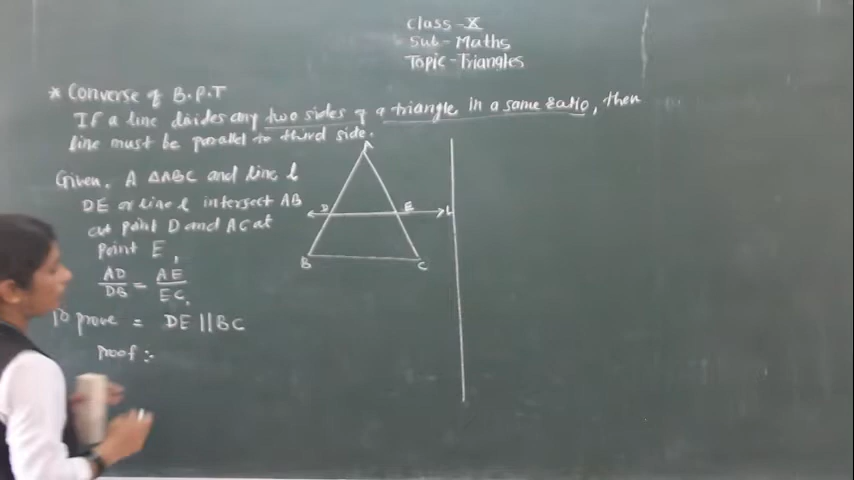 Class - X
Sub - Maths
Topic - Triangles
* Converse of B.P.T
If a line divides any two sides of a triangle in a same ratio, then
line must be parallel to third side.
Given, A ΔABC and line l
DE or line l intersect AB
at point D and AC at
point E,
AD/DB = AE/EC,
To prove = DE || BC
Proof :-
A
D
E
L
B
C